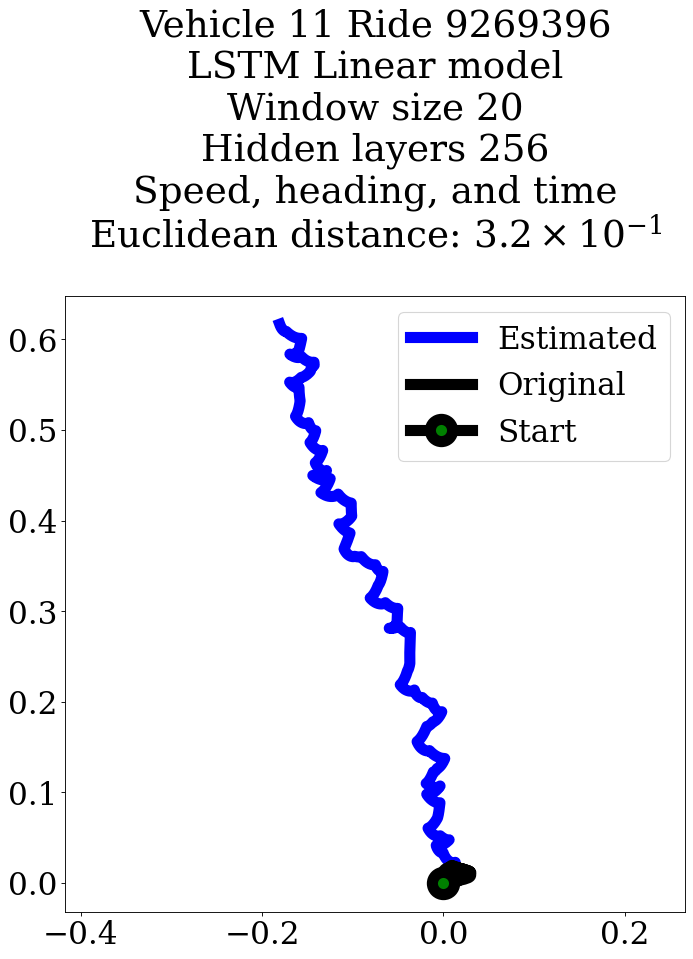 Vehicle 11 Ride 9269396
LSTM Linear model
Window size 20
Hidden layers 256
Speed, heading, and time
Euclidean distance: 3.2 × 10⁻¹
Estimated
Original
Start
0.6
0.5
0.4
0.3
0.2
0.1
0.0
−0.4 −0.2 0.0 0.2